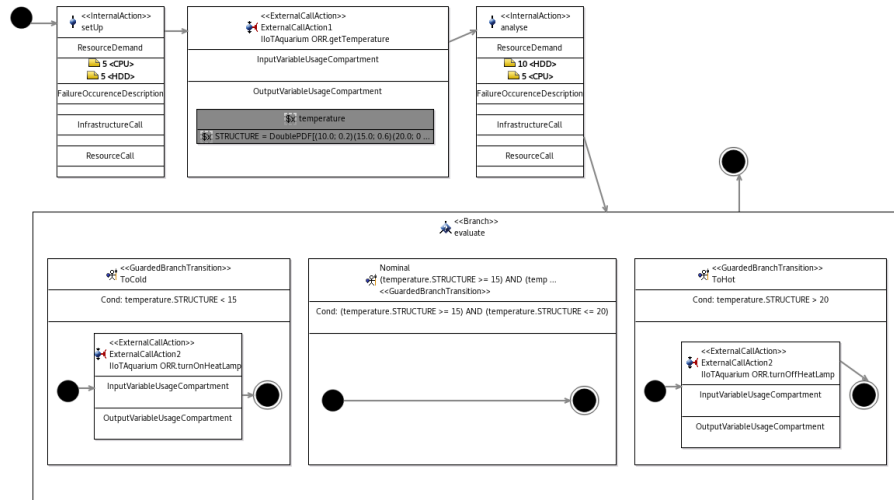 <<InternalAction>>
setUp
ResourceDemand
5 <CPU>
5 <HDD>
FailureOccurenceDescription
InfrastructureCall
ResourceCall
<<ExternalCallAction>>
ExternalCallAction1
IIoTAquarium ORR.getTemperature
InputVariableUsageCompartment
OutputVariableUsageCompartment
temperature
STRUCTURE = DoublePDF[(10.0; 0.2)(15.0; 0.6)(20.0; 0 ...
<<InternalAction>>
analyse
ResourceDemand
10 <HDD>
5 <CPU>
FailureOccurenceDescription
InfrastructureCall
ResourceCall
<<Branch>>
evaluate
<<GuardedBranchTransition>>
ToCold
Cond: temperature.STRUCTURE < 15
<<ExternalCallAction>>
ExternalCallAction2
IIoTAquarium ORR.turnOnHeatLamp
InputVariableUsageCompartment
OutputVariableUsageCompartment
Nominal
(temperature.STRUCTURE >= 15) AND (temp ...
<<GuardedBranchTransition>>
Cond: (temperature.STRUCTURE >= 15) AND (temperature.STRUCTURE <= 20)
<<GuardedBranchTransition>>
ToHot
Cond: temperature.STRUCTURE > 20
<<ExternalCallAction>>
ExternalCallAction2
IIoTAquarium ORR.turnOffHeatLamp
InputVariableUsageCompartment
OutputVariableUsageCompartment